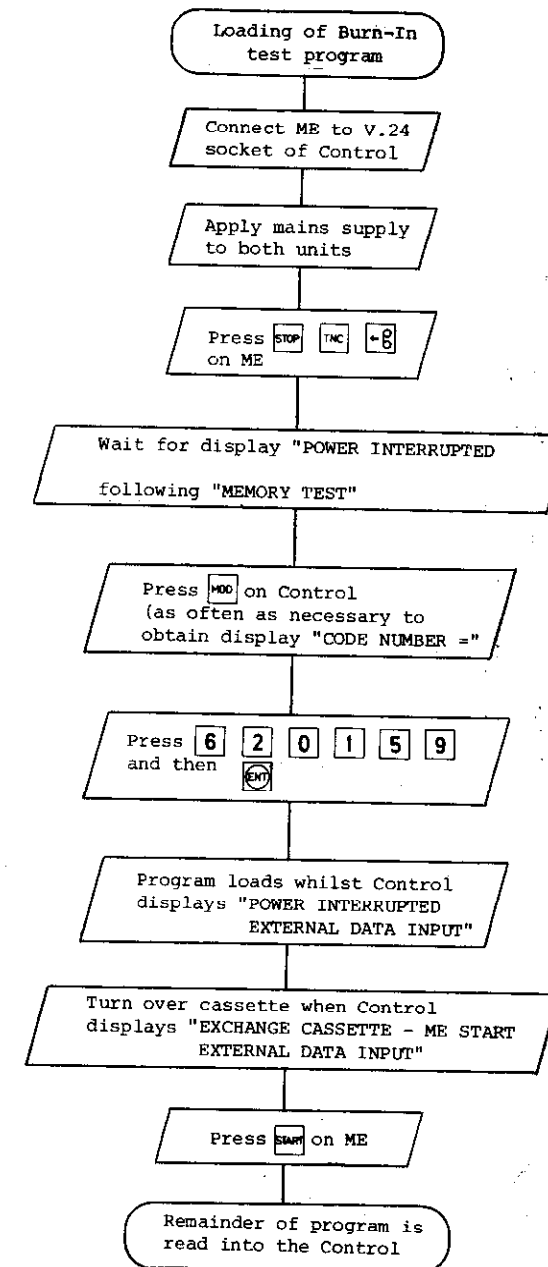 Loading of Burn-In
test program
Connect ME to V.24
socket of Control
Apply mains supply
to both units
Press STOP TNC ←
on ME
Wait for display "POWER INTERRUPTED
following "MEMORY TEST"
Press MOD on Control
(as often as necessary to
obtain display "CODE NUMBER ="
Press 6 2 0 1 5 9
and then ENT
Program loads whilst Control
displays "POWER INTERRUPTED
EXTERNAL DATA INPUT"
Turn over cassette when Control
displays "EXCHANGE CASSETTE - ME START
EXTERNAL DATA INPUT"
Press START on ME
Remainder of program is
read into the Control